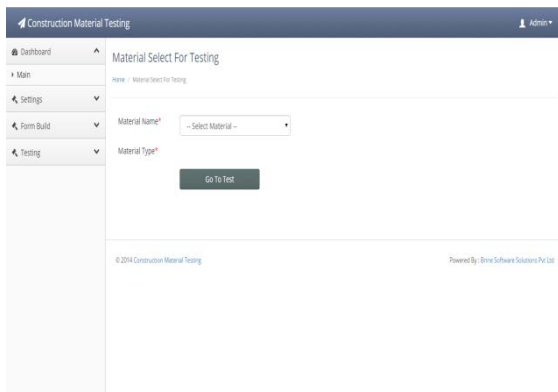 Construction Material Testing
Admin
Dashboard
Main
Settings
Form Build
Testing
Material Select For Testing
Home | Material Select For Testing
Material Name*
-- Select Material --
Material Type*
Go To Test
© 2014 Construction Material Testing
Powered By : Brine Software Solutions Pvt Ltd